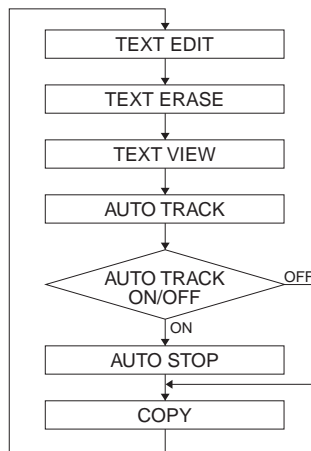 TEXT EDIT
TEXT ERASE
TEXT VIEW
AUTO TRACK
AUTO TRACK
ON/OFF
OFF
ON
AUTO STOP
COPY